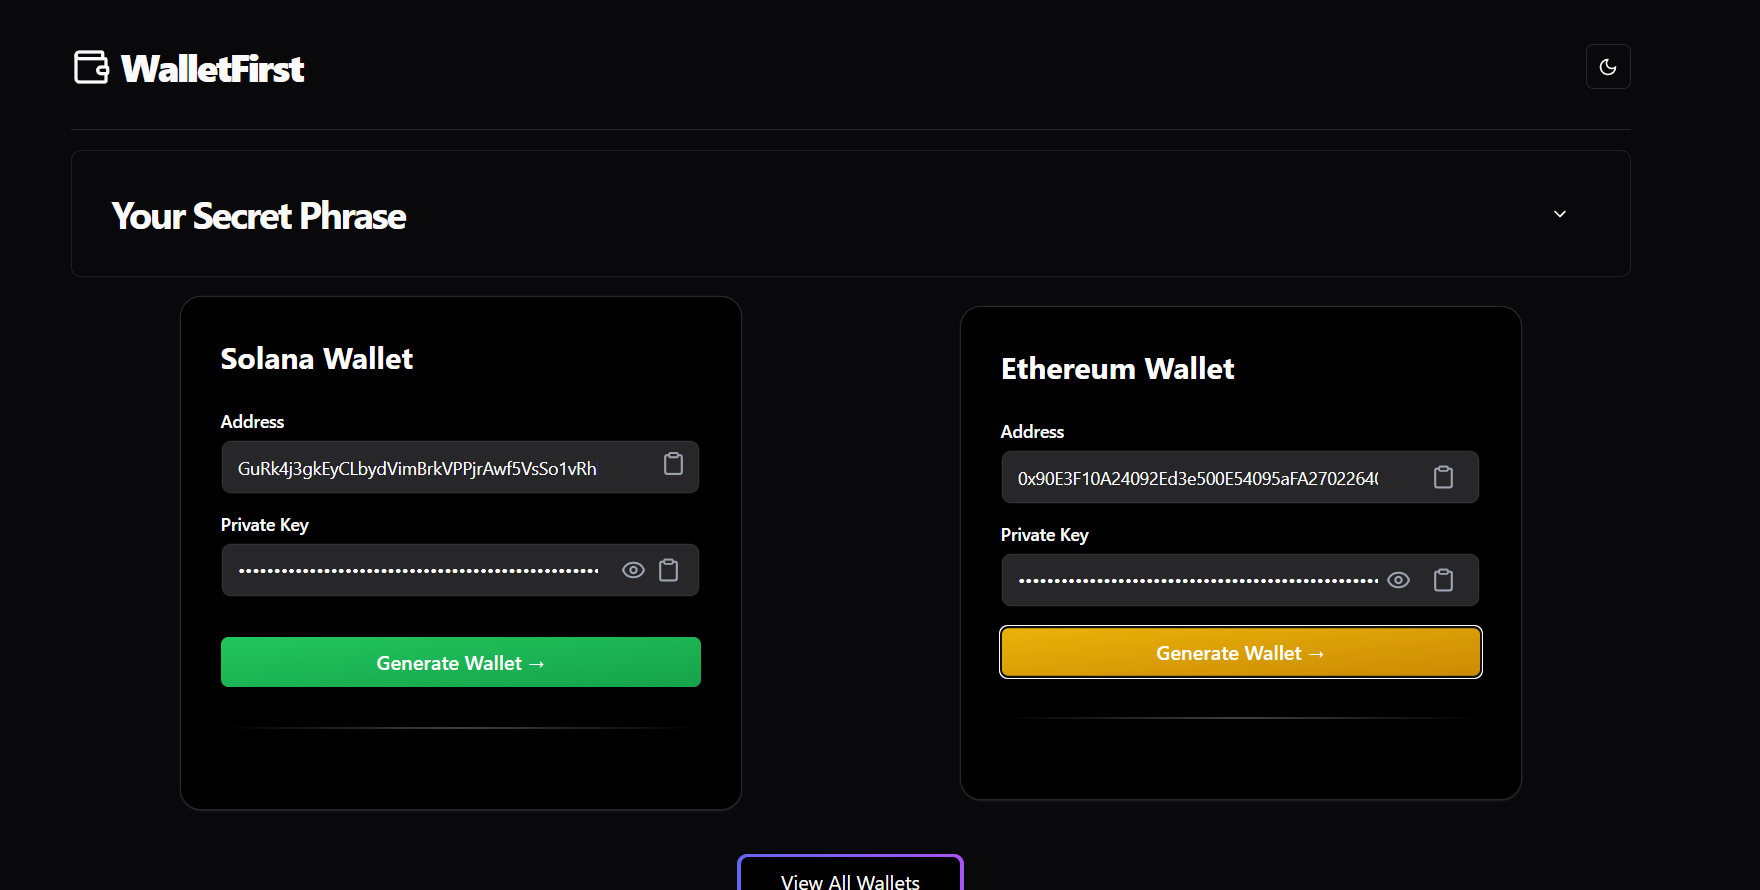 WalletFirst
Your Secret Phrase
Solana Wallet
Address
GuRk4j3gkEyCLbydVimBrkVPPjrAwf5VsSo1vRh
Private Key
Generate Wallet →
Ethereum Wallet
Address
0x90E3F10A24092Ed3e500E54095aFA2702264
Private Key
Generate Wallet →
View All Wallets